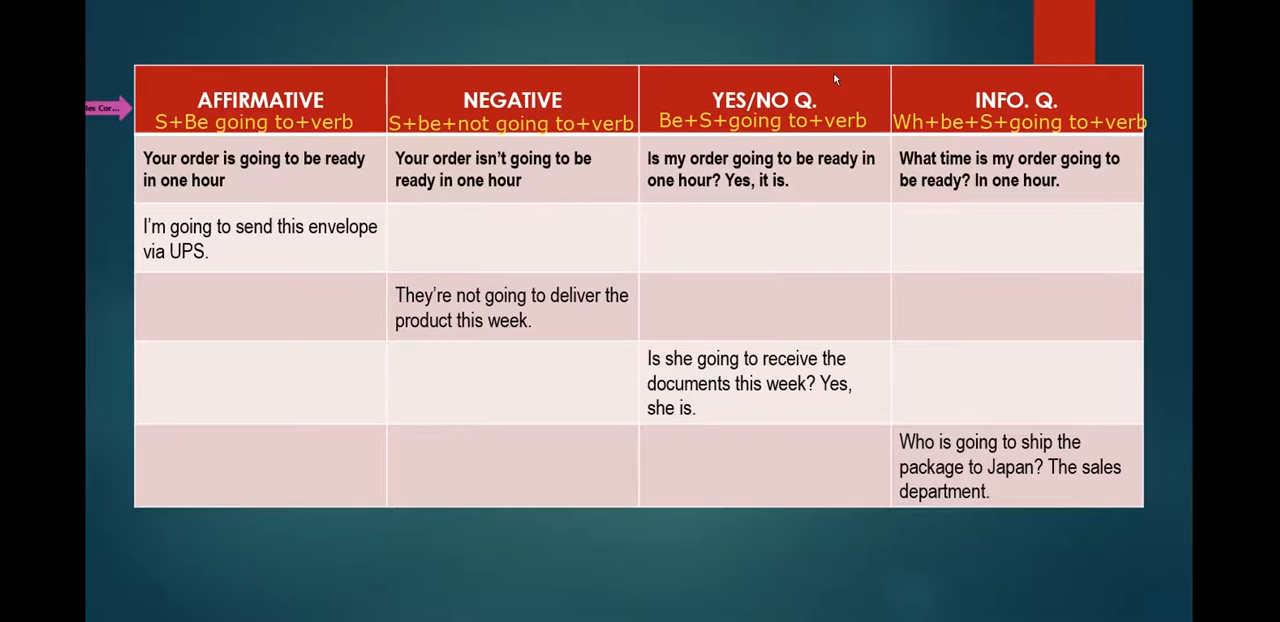 les Cor...
AFFIRMATIVE
S+Be going to+verb
NEGATIVE
S+be+not going to+verb
YES/NO Q.
Be+S+going to+verb
INFO. Q.
Wh+be+S+going to+verb
Your order is going to be ready
in one hour
Your order isn't going to be
ready in one hour
Is my order going to be ready in
one hour? Yes, it is.
What time is my order going to
be ready? In one hour.
I'm going to send this envelope
via UPS.
They're not going to deliver the
product this week.
Is she going to receive the
documents this week? Yes,
she is.
Who is going to ship the
package to Japan? The sales
department.